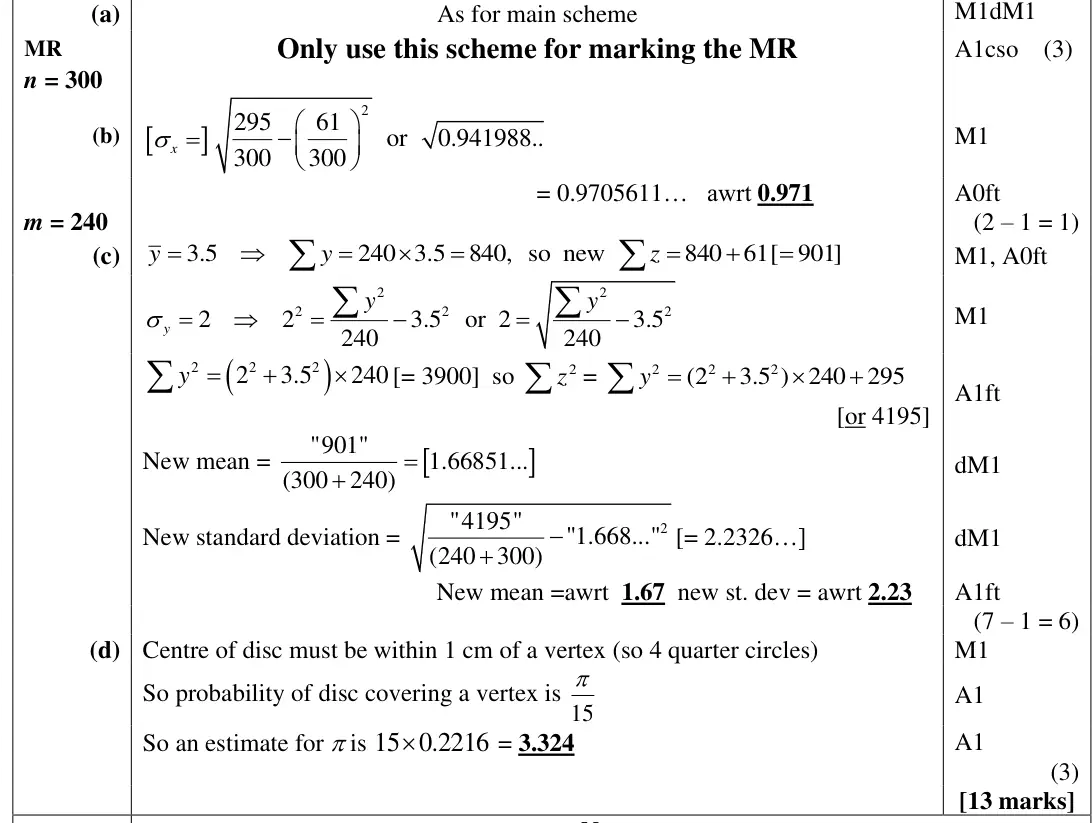 (a) As for main scheme M1dM1
MR Only use this scheme for marking the MR A1cso (3)
n = 300
(b) [σₓ =] √(295/300 − (61/300)²) or √0.941988.. M1
= 0.9705611… awrt 0.971 A0ft
m = 240 (2 – 1 = 1)
(c) y̅ = 3.5 ⇒ ∑y = 240×3.5 = 840, so new ∑z = 840 + 61[= 901] M1, A0ft
σ_y = 2 ⇒ 2² = ∑y²/240 − 3.5² or 2 = √(∑y²/240 − 3.5²) M1
∑y² = (2² + 3.5²)×240 [= 3900] so ∑z² = ∑y² = (2² + 3.5²)×240 + 295 A1ft
[or 4195]
New mean = "901"/(300 + 240) = [1.66851...] dM1
New standard deviation = √("4195"/(240 + 300) − "1.668..."²) [= 2.2326…] dM1
New mean =awrt 1.67 new st. dev = awrt 2.23 A1ft
(7 – 1 = 6)
(d) Centre of disc must be within 1 cm of a vertex (so 4 quarter circles) M1
So probability of disc covering a vertex is π/15 A1
So an estimate for π is 15×0.2216 = 3.324 A1
(3)
[13 marks]